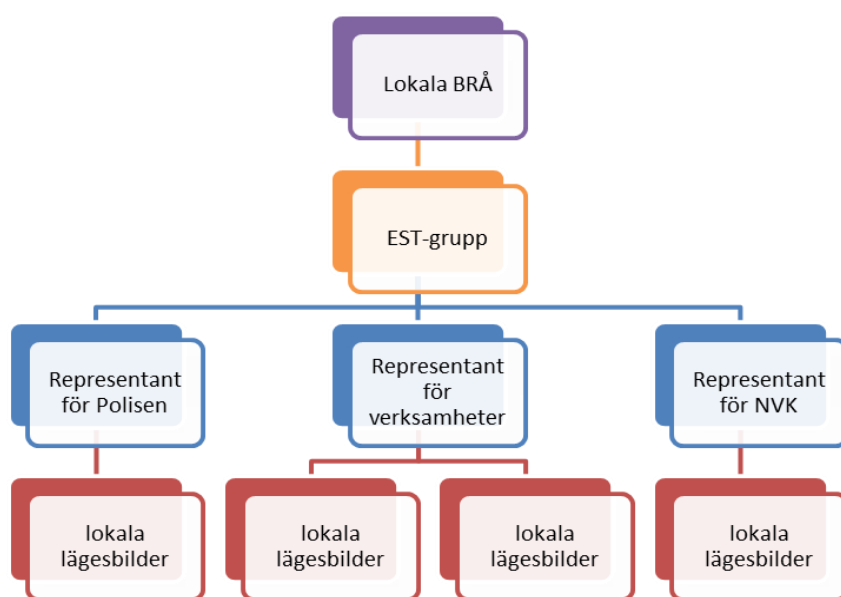 Lokala BRÅ
EST-grupp
Representant
för Polisen
Representant
för
verksamheter
Representant
för NVK
lokala
lägesbilder
lokala
lägesbilder
lokala
lägesbilder
lokala
lägesbilder